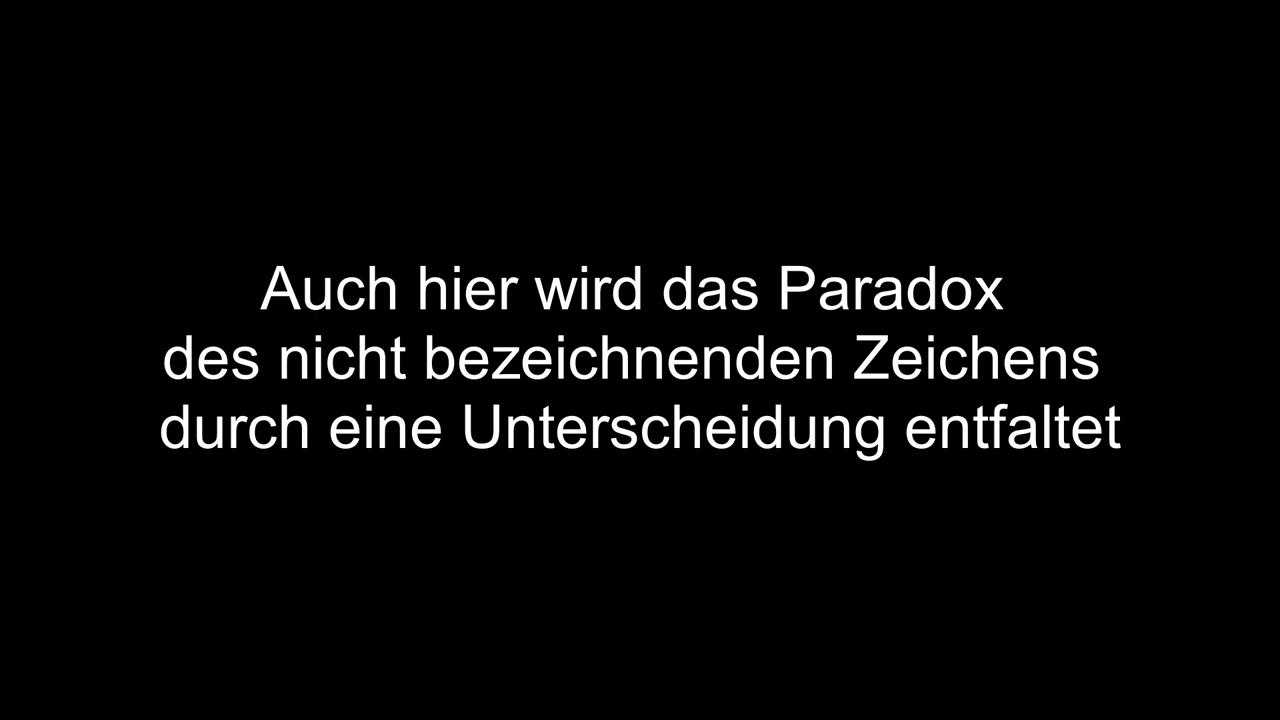 Auch hier wird das Paradox
des nicht bezeichnenden Zeichens
durch eine Unterscheidung entfaltet